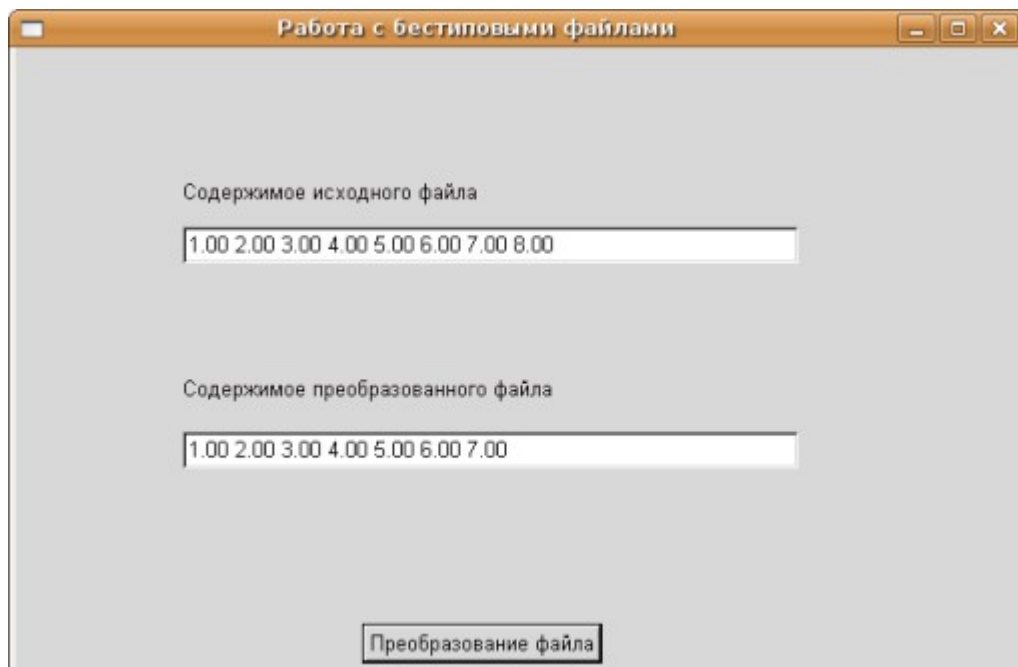 Работа с бестиповыми файлами
Содержимое исходного файла
1.00 2.00 3.00 4.00 5.00 6.00 7.00 8.00
Содержимое преобразованного файла
1.00 2.00 3.00 4.00 5.00 6.00 7.00
Преобразование файла